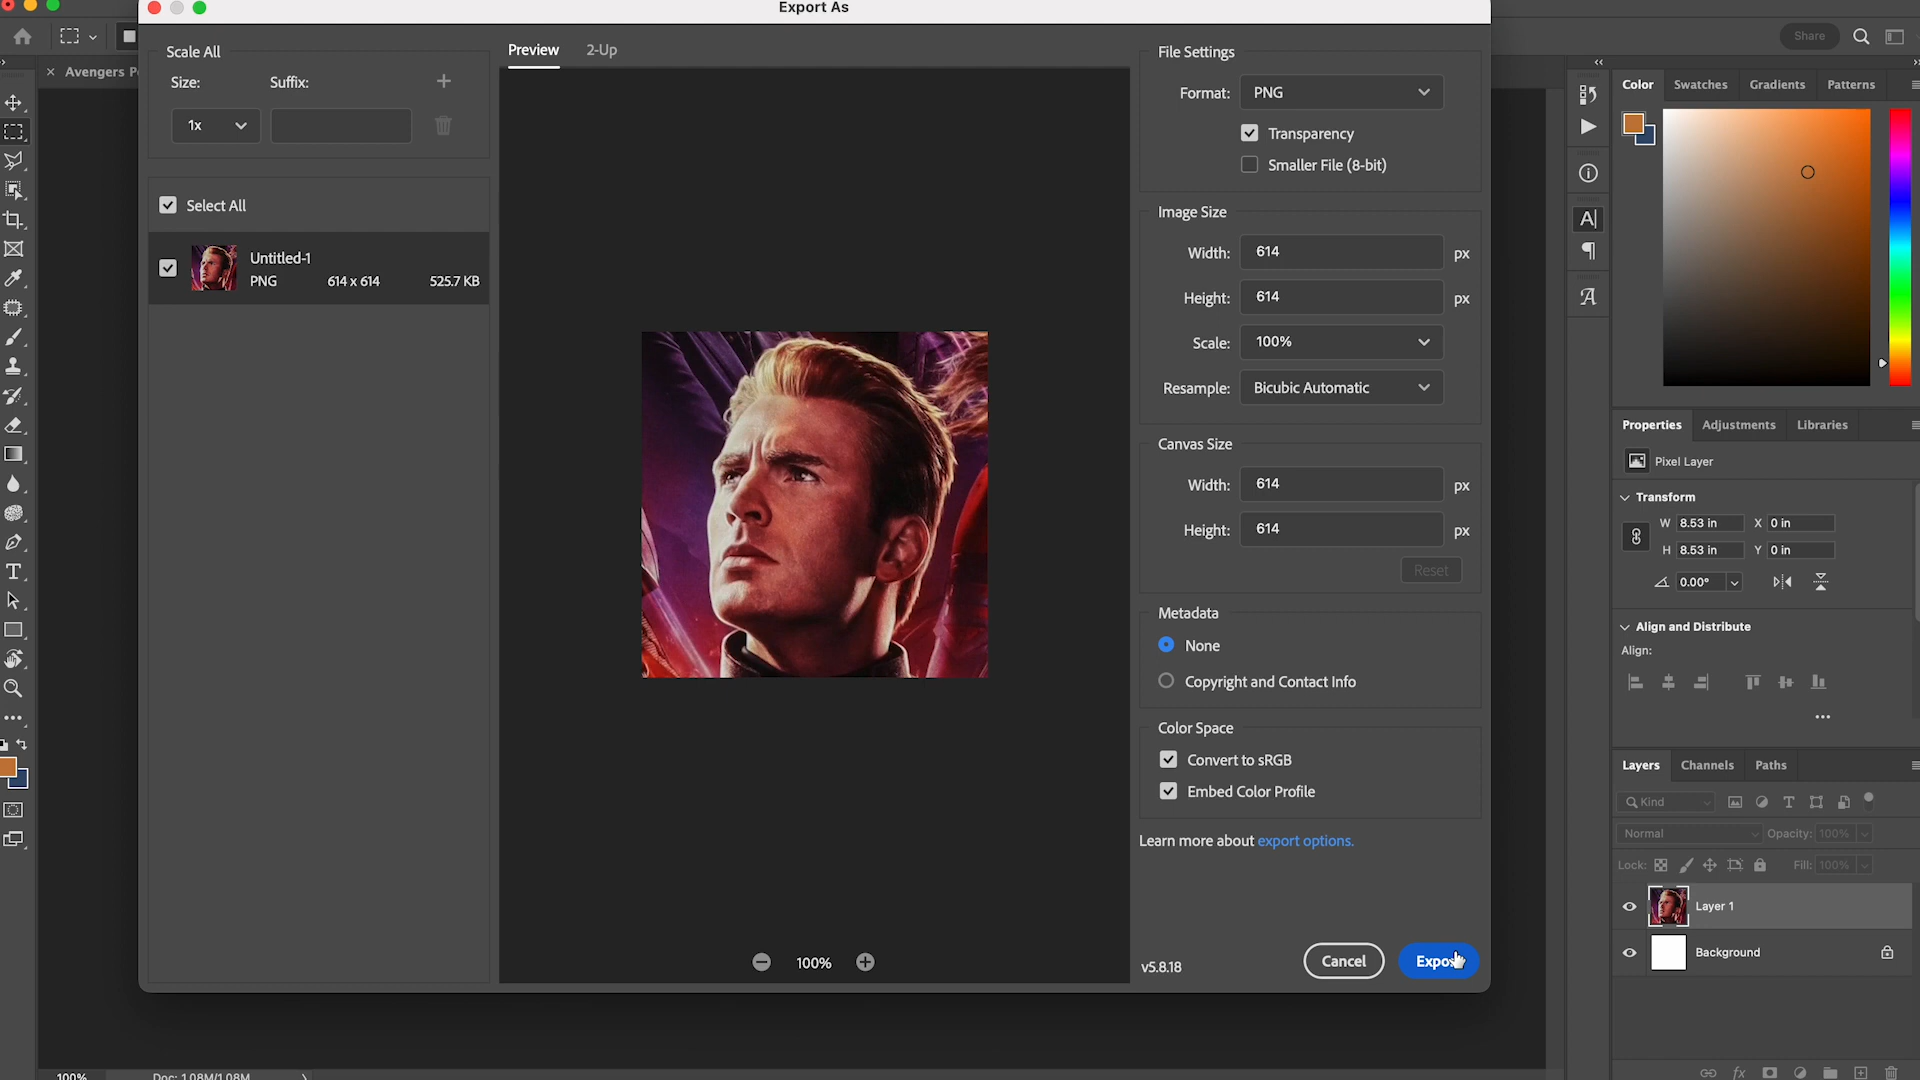 Export As
Share
Avengers P
Scale All
Size:
Suffix:
1x
Select All
Untitled-1
PNG
614 x 614
525.7 KB
Preview
2-Up
100%
File Settings
Format:
PNG
Transparency
Smaller File (8-bit)
Image Size
Width:
614
px
Height:
614
px
Scale:
100%
Resample:
Bicubic Automatic
Canvas Size
Width:
614
px
Height:
614
px
Reset
Metadata
None
Copyright and Contact Info
Color Space
Convert to sRGB
Embed Color Profile
Learn more about export options.
v5.8.18
Cancel
Export
Color
Swatches
Gradients
Patterns
Properties
Adjustments
Libraries
Pixel Layer
Transform
W 8.53 in X 0 in
H 8.53 in Y 0 in
0.00°
Align and Distribute
Align:
Layers
Channels
Paths
Kind
Normal
Opacity: 100%
Lock:
Fill: 100%
Layer 1
Background
100%
Doc: 1.08M/1.08M